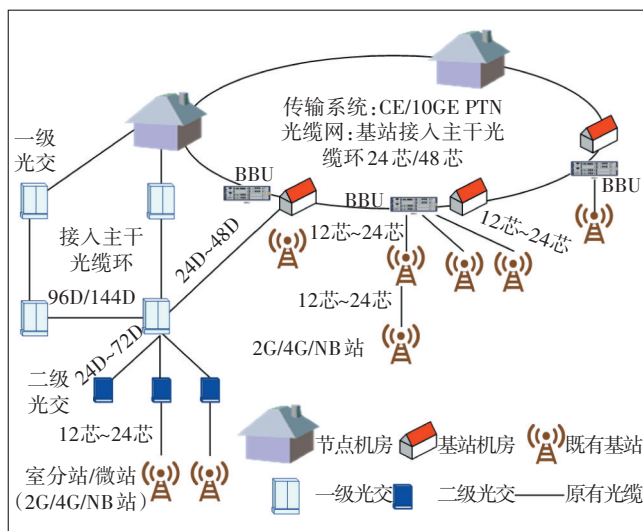 传输系统:CE/10GE PTN
光缆网:基站接入主干光
缆环24芯/48芯
一级
光交
BBU
BBU
BBU
接入主干
光缆环
24D~48D
12芯~24芯
12芯~24芯
96D/144D
12芯~24芯
24D~72D
2G/4G/NB站
二级
光交
12芯~24芯
室分站/微站
(2G/4G/NB站)
节点机房
基站机房
既有基站
一级光交
二级光交
原有光缆